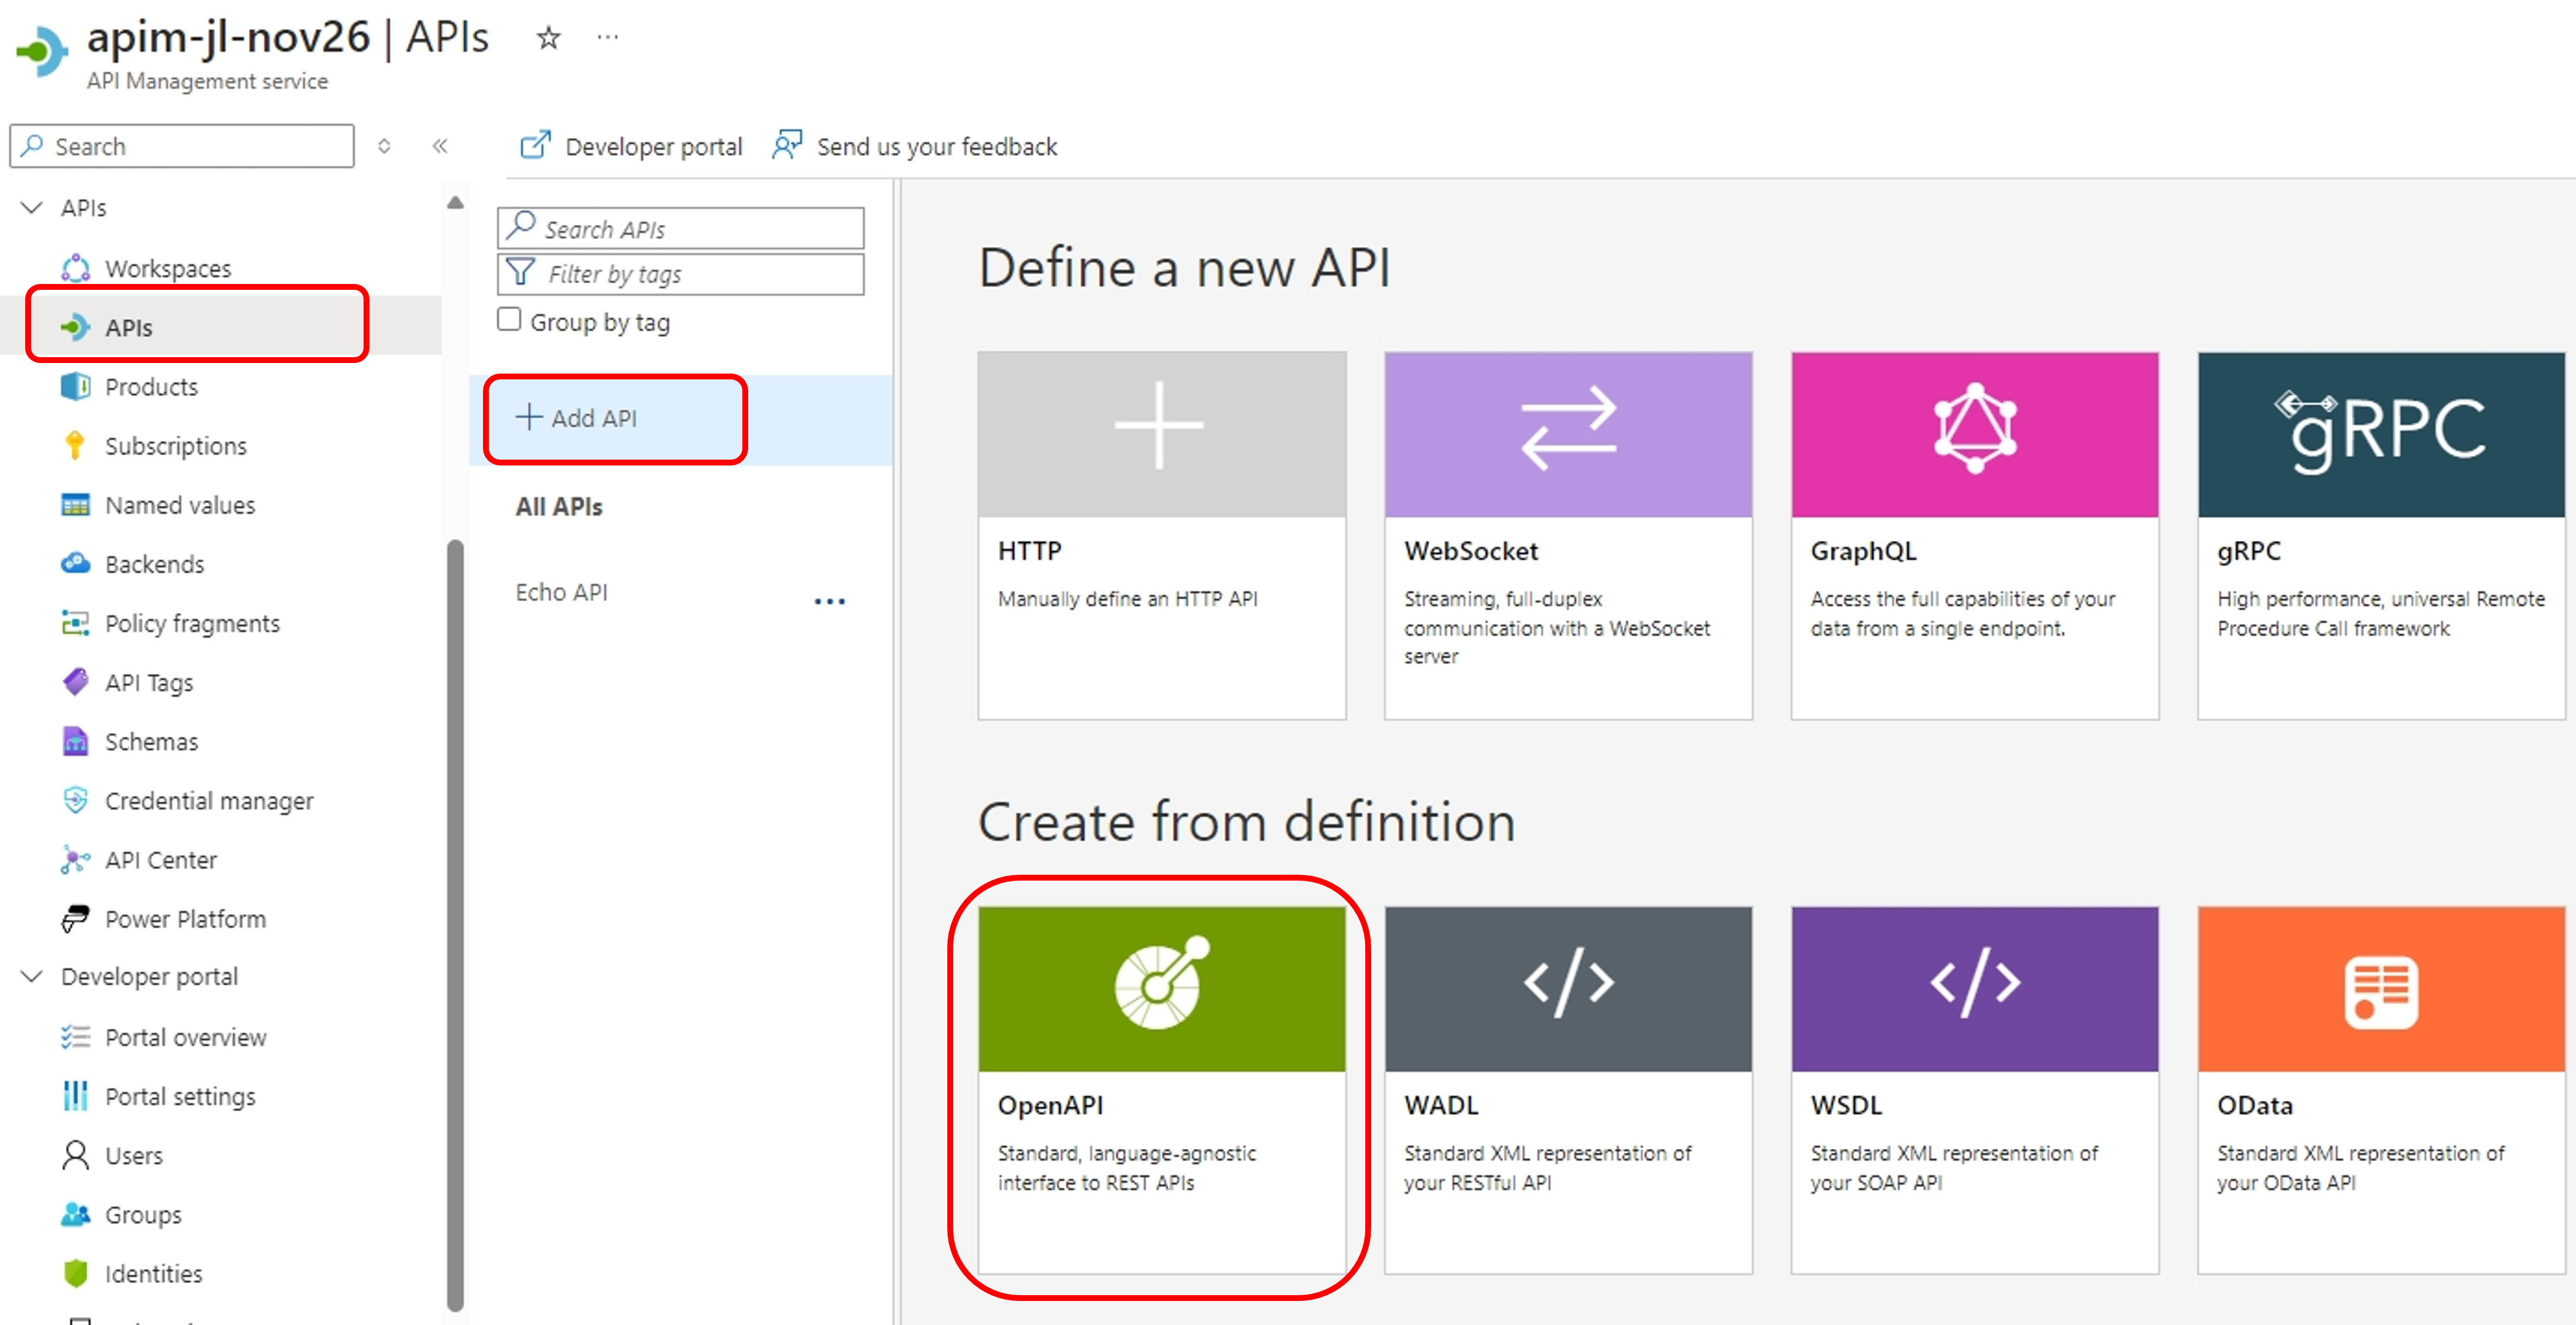 apim-jl-nov26 | APIs
API Management service
Search
Developer portal
Send us your feedback
APIs
Workspaces
APIs
Products
Subscriptions
Named values
Backends
Policy fragments
API Tags
Schemas
Credential manager
API Center
Power Platform
Developer portal
Portal overview
Portal settings
Users
Groups
Identities
Search APIs
Filter by tags
Group by tag
Add API
All APIs
Echo API
Define a new API
gRPC
HTTP
Manually define an HTTP API
WebSocket
Streaming, full-duplex
communication with a WebSocket
server
GraphQL
Access the full capabilities of your
data from a single endpoint.
gRPC
High performance, universal Remote
Procedure Call framework
Create from definition
OpenAPI
Standard, language-agnostic
interface to REST APIs
WADL
Standard XML representation of
your RESTful API
WSDL
Standard XML representation of
your SOAP API
OData
Standard XML representation of
your OData API